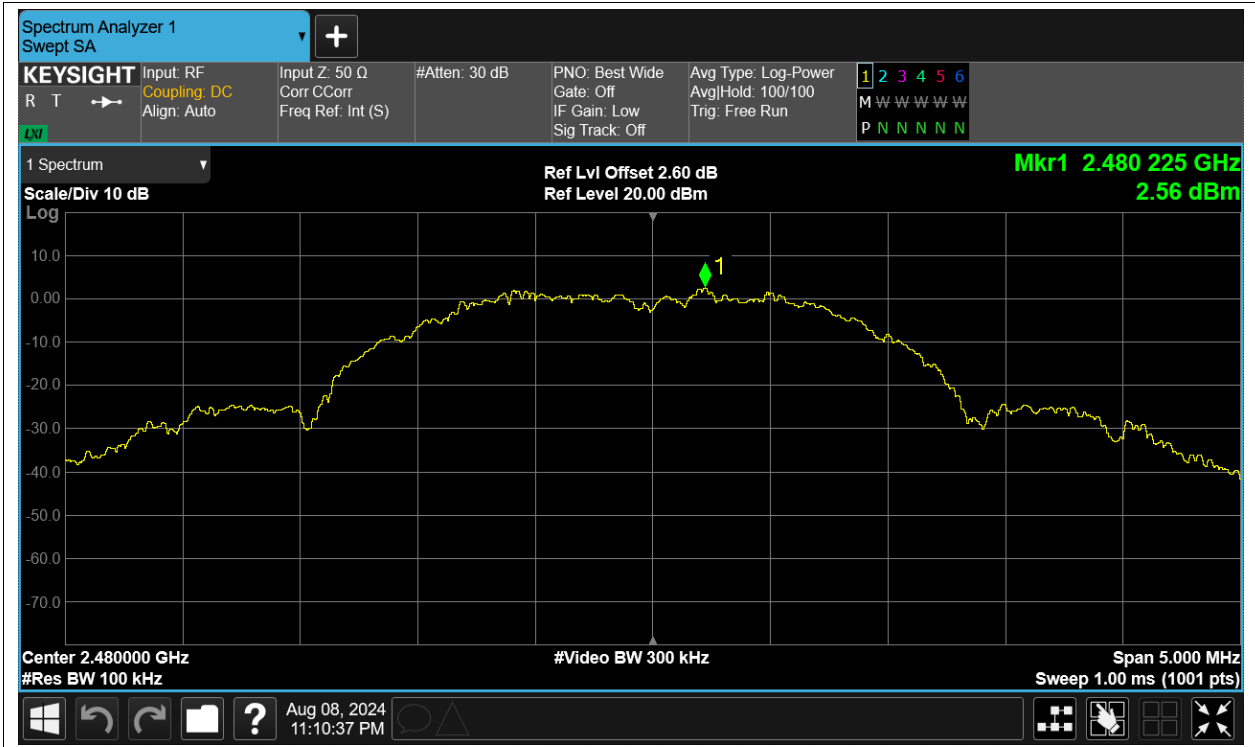 Spectrum Analyzer 1
Swept SA
KEYSIGHT
R T
LXI
Input: RF
Coupling: DC
Align: Auto
Input Z: 50 Ω
Corr CCorr
Freq Ref: Int (S)
#Atten: 30 dB
PNO: Best Wide
Gate: Off
IF Gain: Low
Sig Track: Off
Avg Type: Log-Power
Avg|Hold: 100/100
Trig: Free Run
1 2 3 4 5 6
M W W W W W
P N N N N N
1 Spectrum
Scale/Div 10 dB
Log
Ref Lvl Offset 2.60 dB
Ref Level 20.00 dBm
Mkr1 2.480 225 GHz
2.56 dBm
1
10.0
0.00
-10.0
-20.0
-30.0
-40.0
-50.0
-60.0
-70.0
Center 2.480000 GHz
#Res BW 100 kHz
#Video BW 300 kHz
Span 5.000 MHz
Sweep 1.00 ms (1001 pts)
?
Aug 08, 2024
11:10:37 PM